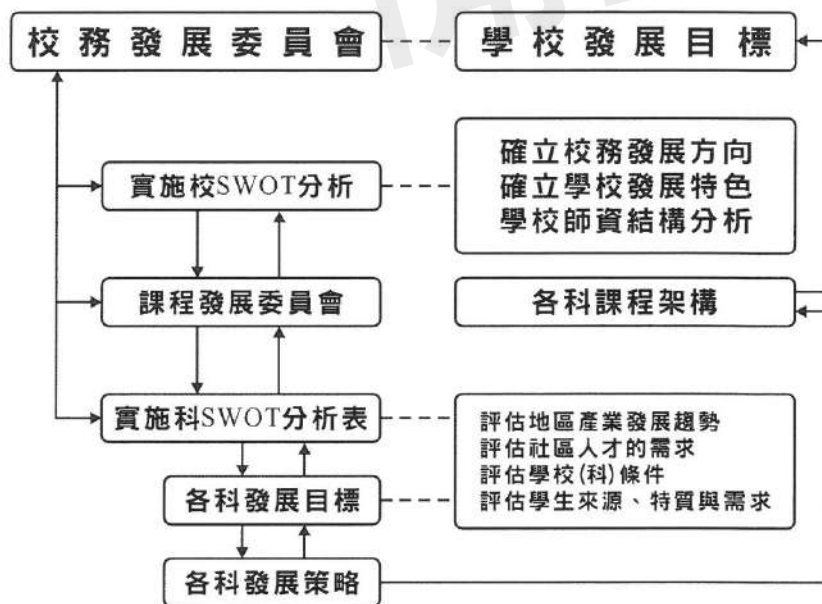 校務發展委員會
學校發展目標
實施校SWOT分析
確立校務發展方向
確立學校發展特色
學校師資結構分析
課程發展委員會
各科課程架構
實施科SWOT分析表
評估地區產業發展趨勢
評估社區人才的需求
評估學校(科)條件
評估學生來源、特質與需求
各科發展目標
各科發展策略